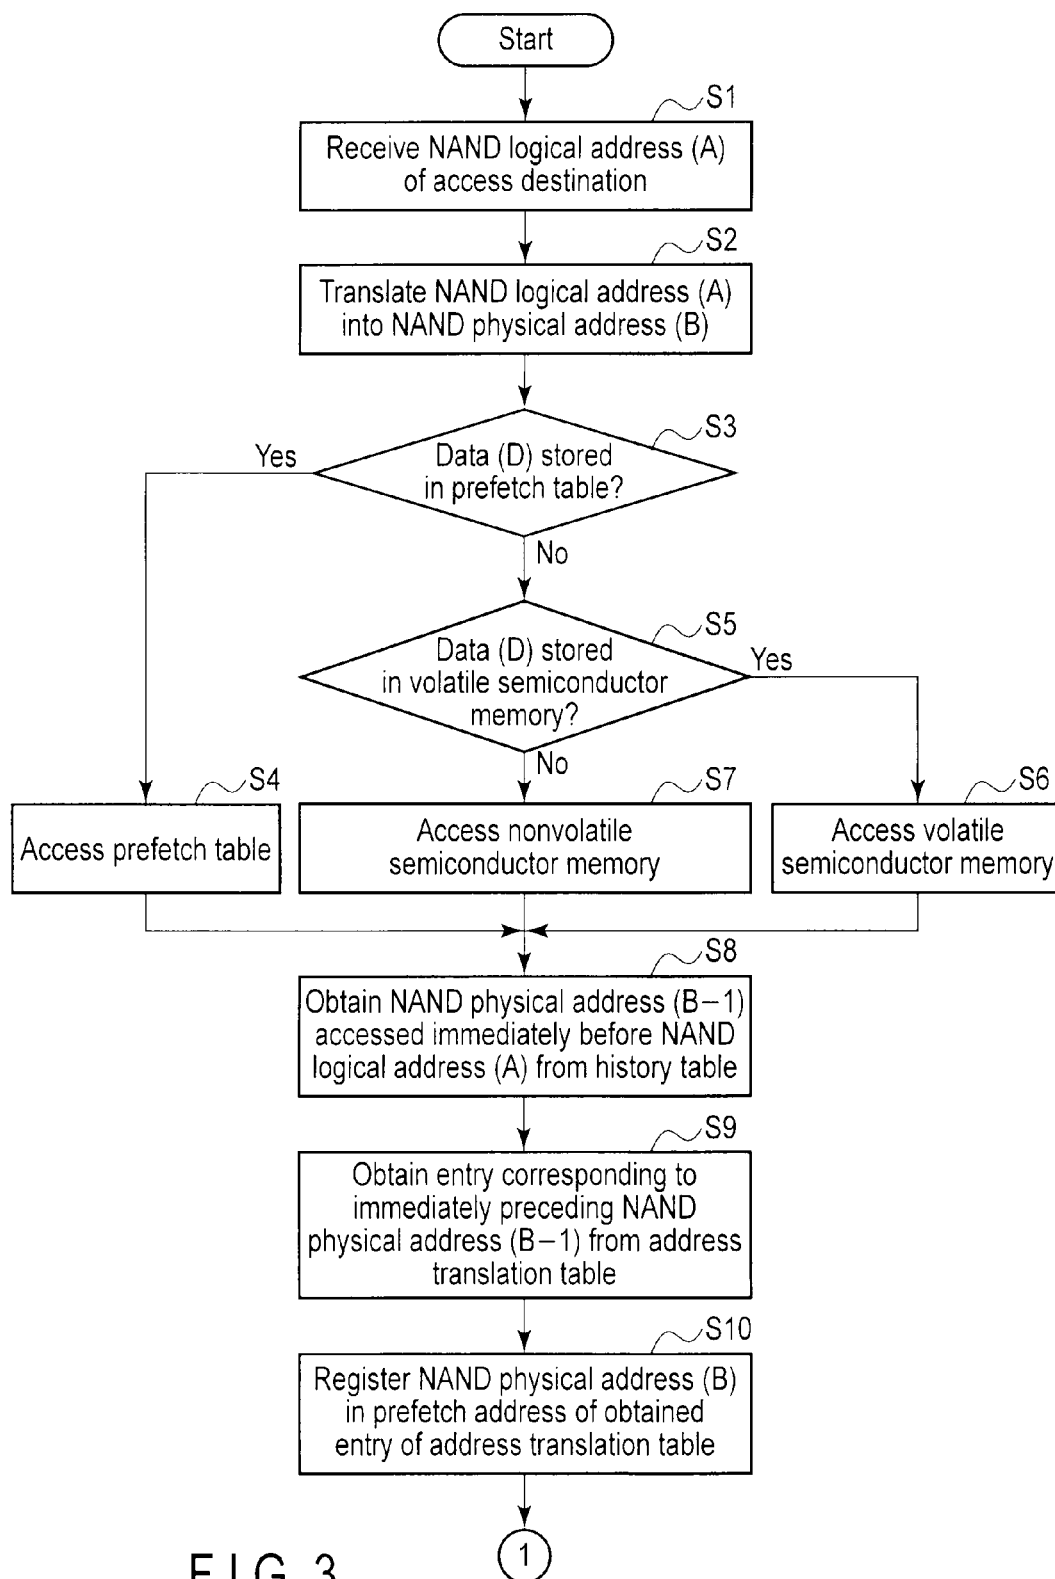 Start
S1
Receive NAND logical address (A)
of access destination
S2
Translate NAND logical address (A)
into NAND physical address (B)
S3
Yes
Data (D) stored
in prefetch table?
No
S5
Data (D) stored
in volatile semiconductor
memory?
Yes
No
S4
Access prefetch table
S7
Access nonvolatile
semiconductor memory
S6
Access volatile
semiconductor memory
S8
Obtain NAND physical address (B−1)
accessed immediately before NAND
logical address (A) from history table
S9
Obtain entry corresponding to
immediately preceding NAND
physical address (B−1) from address
translation table
S10
Register NAND physical address (B)
in prefetch address of obtained
entry of address translation table
1
FIG. 3